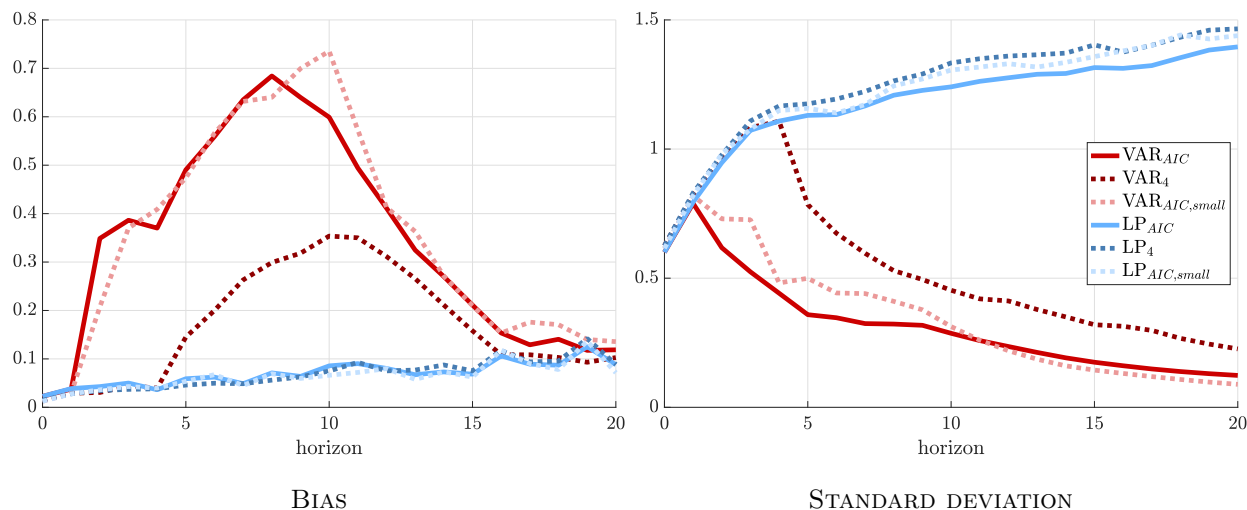 0.8
0.7
0.6
0.5
0.4
0.3
0.2
0.1
0
0 5 10 15 20
horizon
BIAS
1.5
1
0.5
0
0 5 10 15 20
horizon
STANDARD DEVIATION
VAR_AIC
VAR_4
VAR_AIC,small
LP_AIC
LP_4
LP_AIC,small